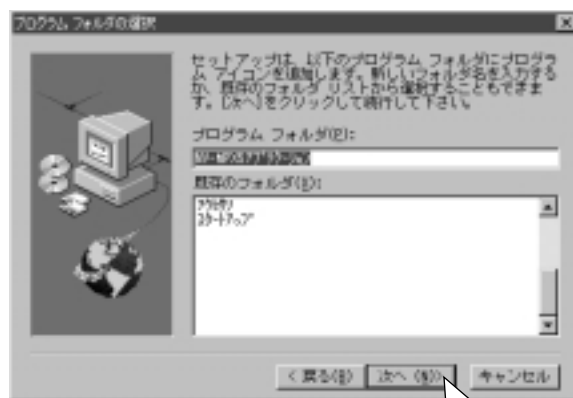 プログラム フォルダの選択
セットアップは、以下のプログラム フォルダにプログラ
ム アイコンを追加します。新しいフォルダ名を入力する
か、既存のフォルダ リストから選択することもできま
す。[次へ]をクリックして続行して下さい。
プログラム フォルダ(P):
既存のフォルダ(X):
アクセサリ
スタートアップ
< 戻る(B)
次へ (N)>
キャンセル